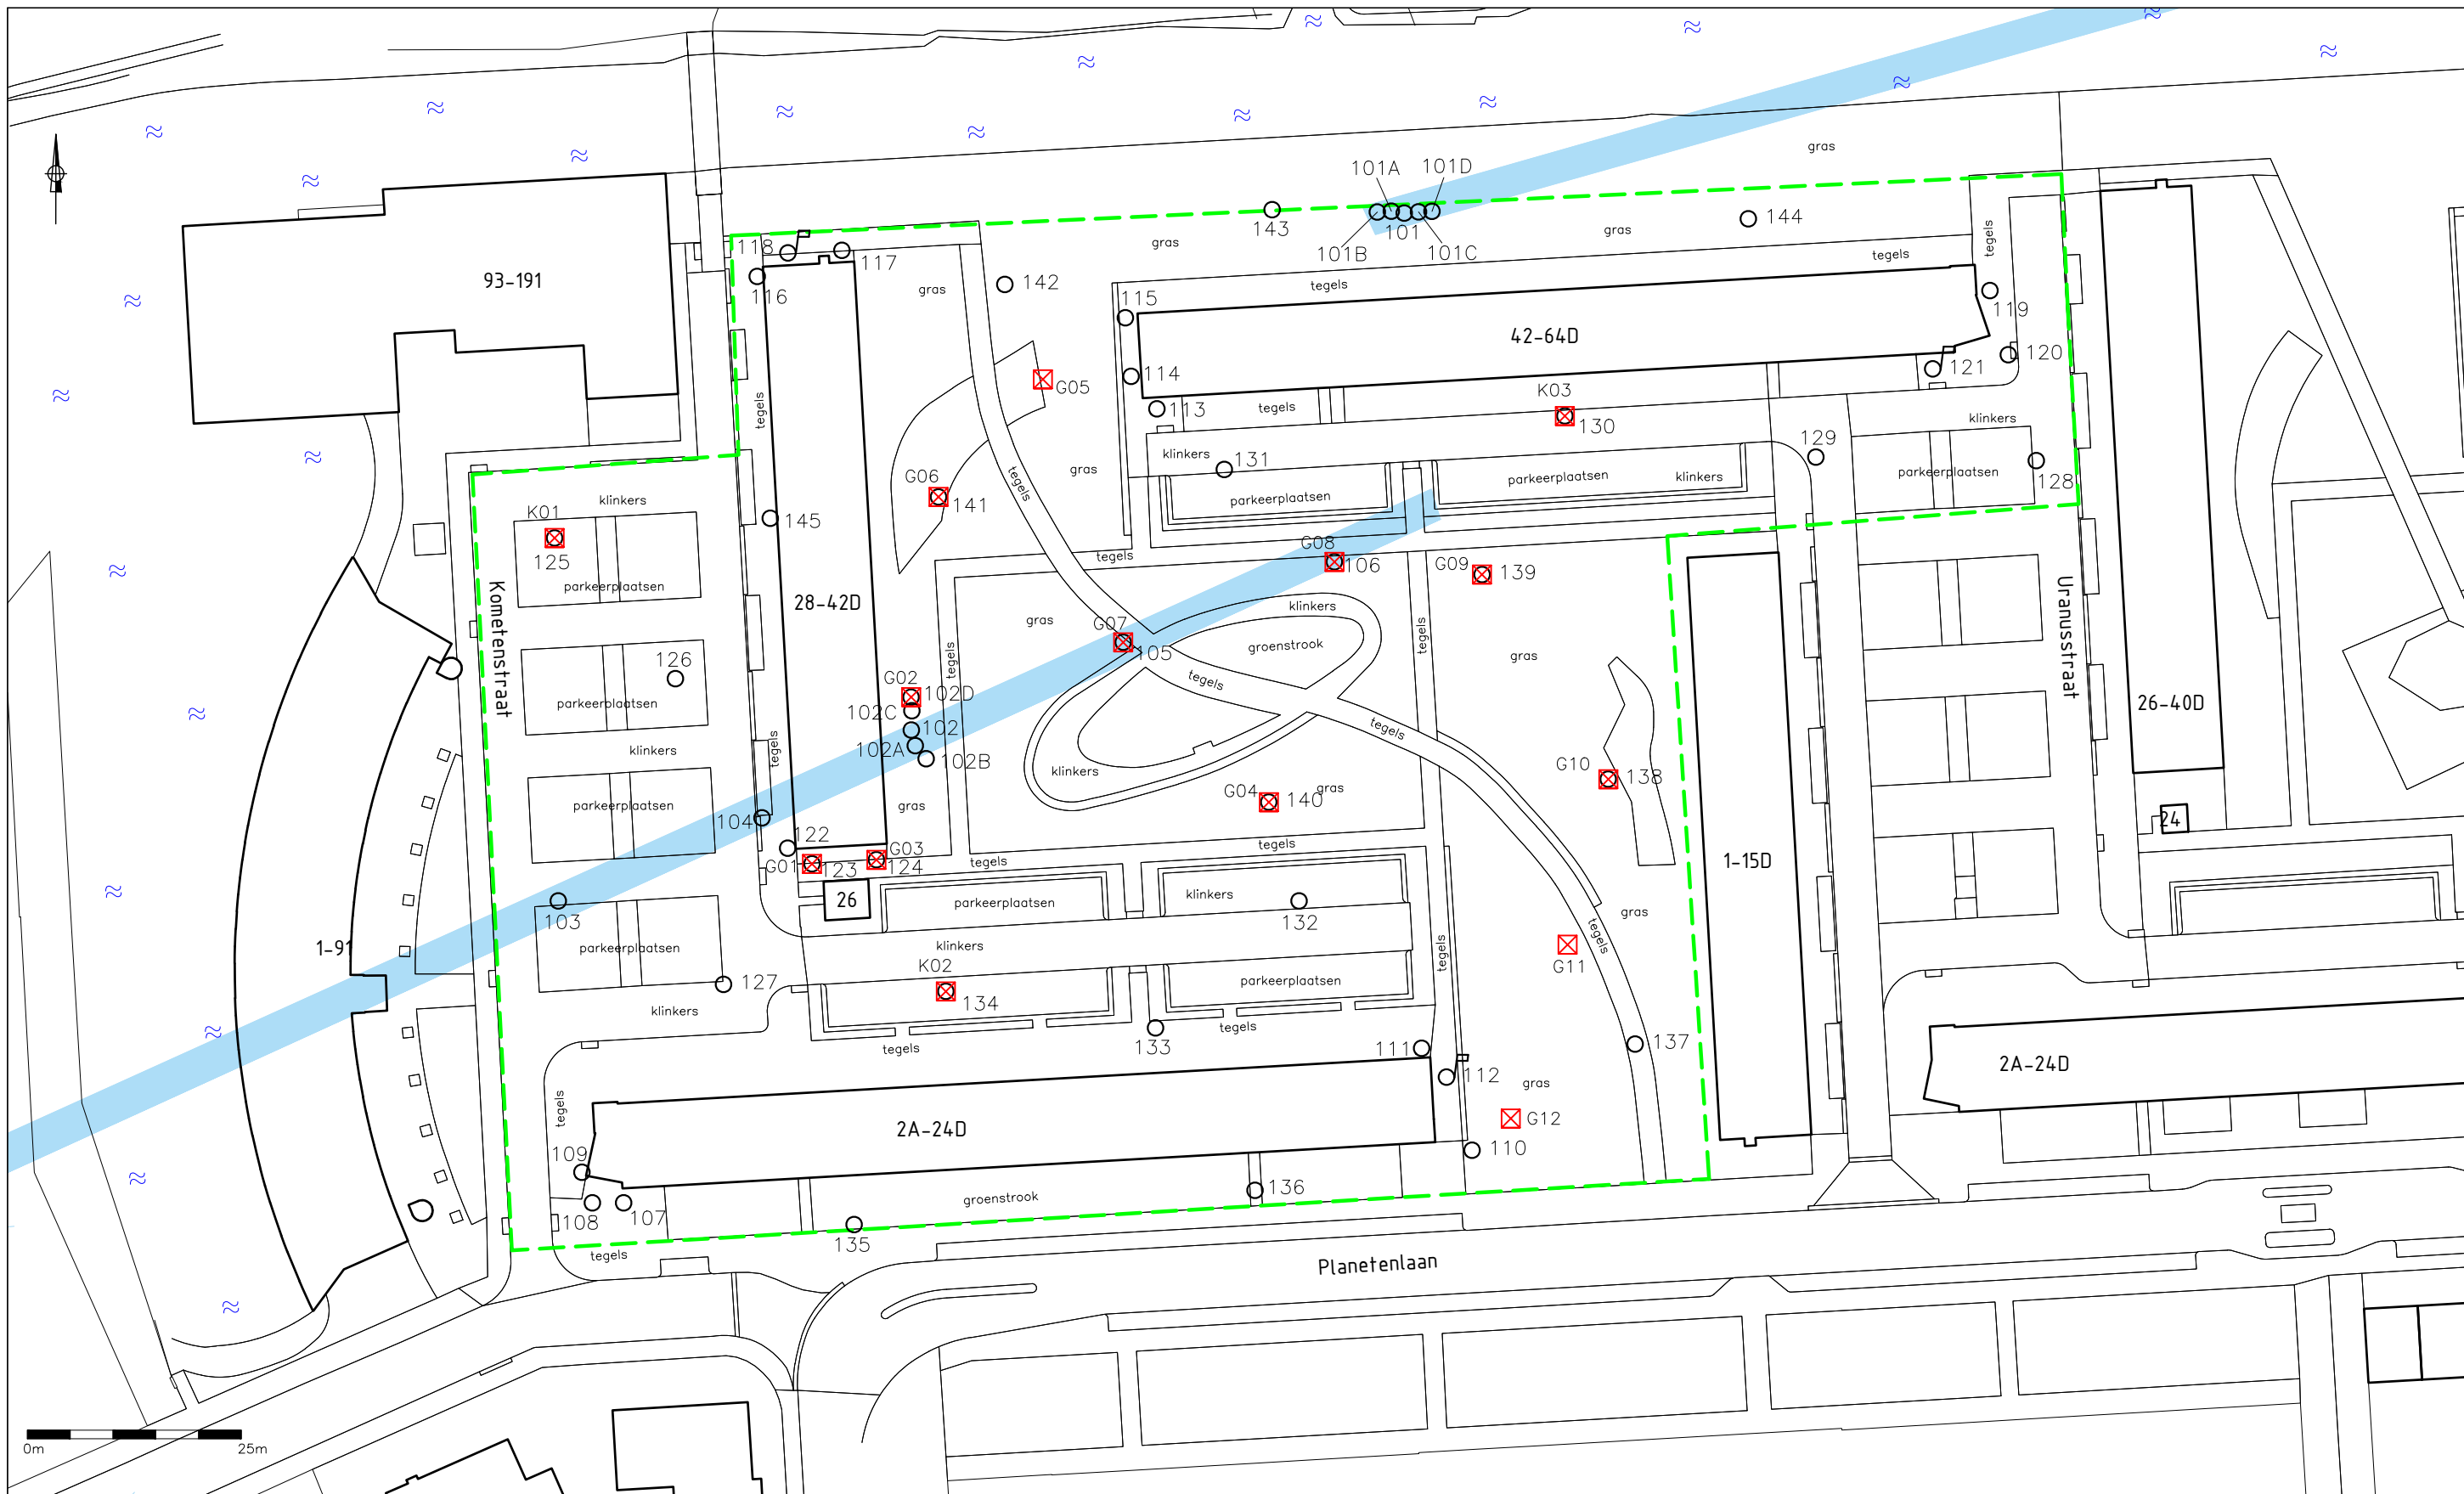 101A 101D
gras
143
144
101B 101 101C
gras
gras
118
117
116
93-191
gras
142
115
tegels
tegels
tegels
119
42-64D
120
121
114
G05
K03
113
tegels
130
klinkers
tegels
129
klinkers
131
gras
parkeerplaatsen
klinkers
parkeerplaatsen
128
parkeerplaatsen
tegels
G06
141
klinkers
K01
145
125
tegels
G08
106
G09
139
parkeerplaatsen
Kometenstraat
28-42D
Uranusstraat
klinkers
gras
G07
105
groenstrook
tegels
tegels
gras
126
tegels
G02
102D
102C
102
102A
102B
parkeerplaatsen
26-40D
tegels
klinkers
tegels
klinkers
G10
138
parkeerplaatsen
gras
G04
140
gras
104
24
122
G01
123
G03
124
tegels
tegels
1-15D
26
parkeerplaatsen
klinkers
132
gras
103
1-91
parkeerplaatsen
klinkers
tegels
tegels
G11
K02
134
127
parkeerplaatsen
klinkers
133
tegels
tegels
111
137
2A-24D
112
gras
tegels
G12
2A-24D
110
109
108
107
136
groenstrook
135
tegels
Planetenlaan
0m 25m